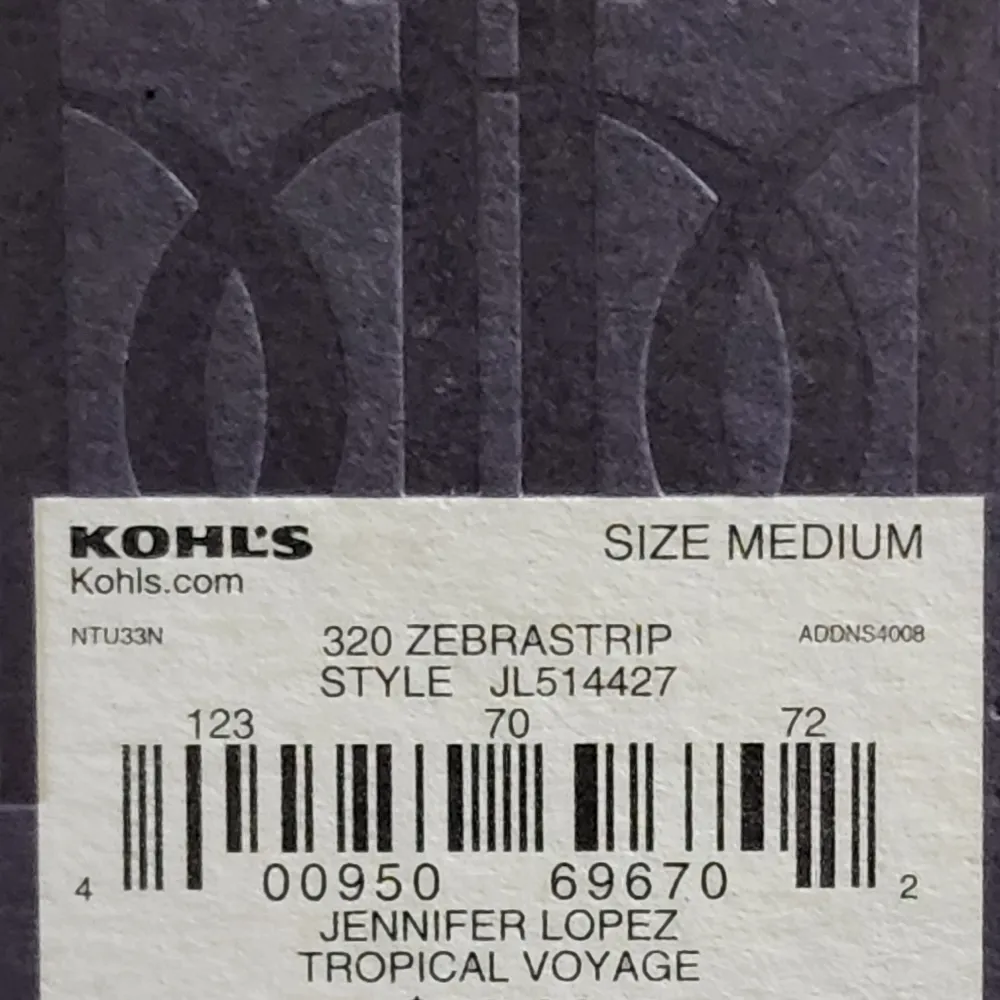 KOHL'S SIZE MEDIUM
Kohls.com
NTU33N 320 ZEBRASTRIP ADDNS4008
STYLE JL514427
123 70 72
4 00950 69670 2
JENNIFER LOPEZ
TROPICAL VOYAGE